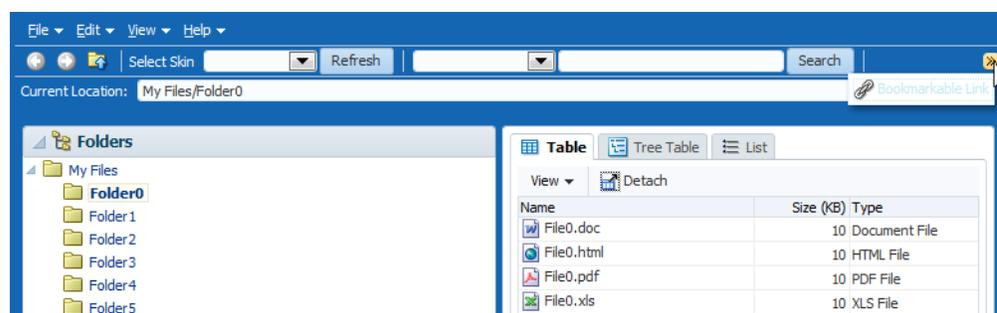 File Edit View Help
Select Skin Refresh Search
Bookmarkable Link
Current Location: My Files/Folder0
Folders
My Files
Folder0
Folder1
Folder2
Folder3
Folder4
Folder5
Table Tree Table List
View Detach
Name Size (KB) Type
File0.doc 10 Document File
File0.html 10 HTML File
File0.pdf 10 PDF File
File0.xls 10 XLS File